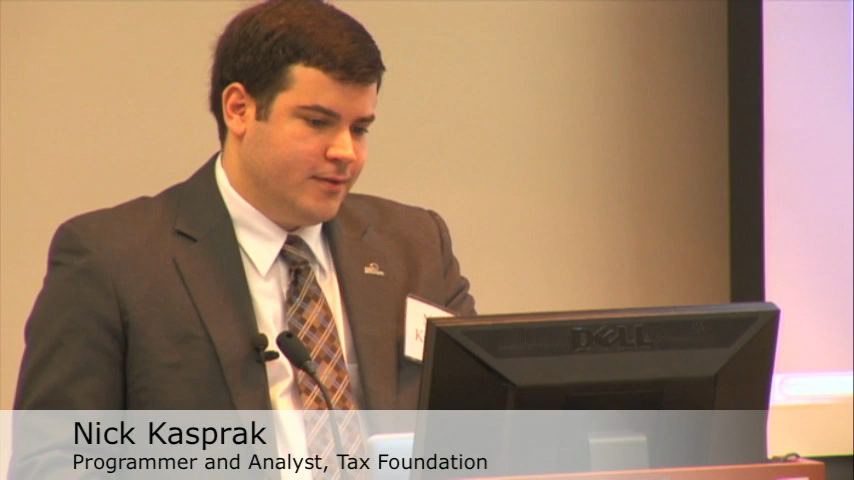 DELL
Nick Kasprak
Programmer and Analyst, Tax Foundation